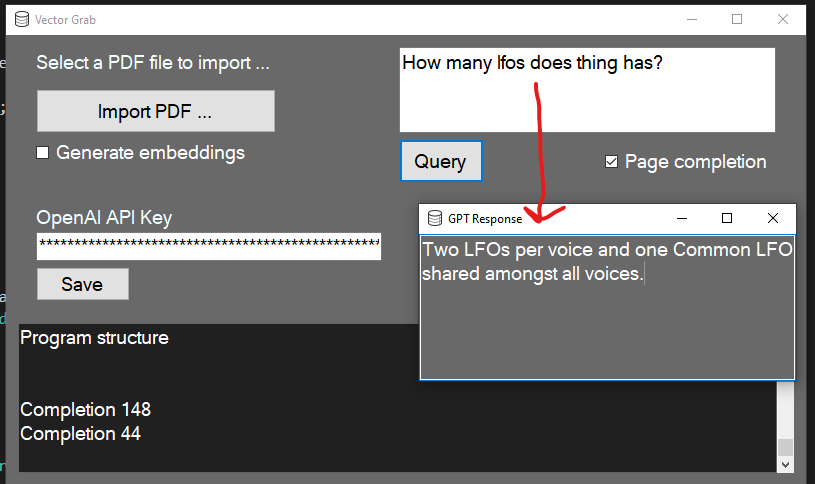 Vector Grab
Select a PDF file to import ...
Import PDF ...
Generate embeddings
How many lfos does thing has?
Query
Page completion
OpenAI API Key
*************************************************
Save
GPT Response
Two LFOs per voice and one Common LFO
shared amongst all voices.
Program structure
Completion 148
Completion 44